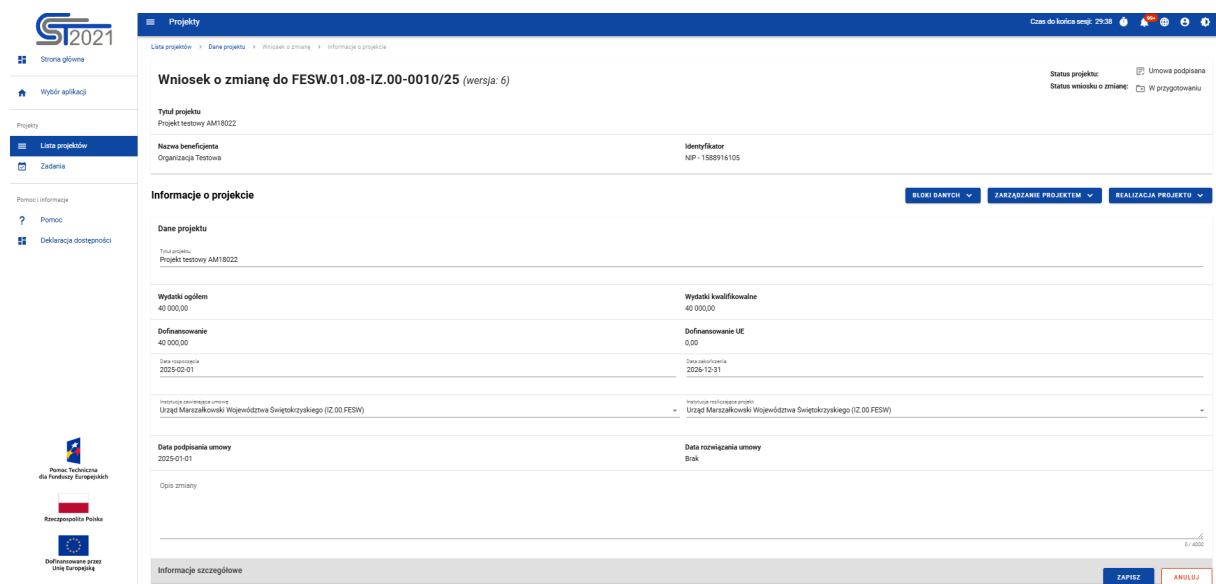 CST2021
Projekty
Czas do końca sesji: 29:38
99+
Strona główna
Wybór aplikacji
Projekty
Lista projektów
Zadania
Pomoc i informacje
Pomoc
Deklaracja dostępności
Pomoc Techniczna
dla Funduszy Europejskich
Rzeczpospolita Polska
Dofinansowane przez
Unię Europejską
Lista projektów > Dane projektu > Wniosek o zmianę > Informacje o projekcie
Wniosek o zmianę do FESW.01.08-IZ.00-0010/25 (wersja: 6)
Status projektu: Umowa podpisana
Status wniosku o zmianę: W przygotowaniu
Tytuł projektu
Projekt testowy AM18022
Nazwa beneficjenta
Organizacja Testowa
Identyfikator
NIP - 1588916105
Informacje o projekcie
BLOKI DANYCH
ZARZĄDZANIE PROJEKTEM
REALIZACJA PROJEKTU
Dane projektu
Tytuł projektu
Projekt testowy AM18022
Wydatki ogółem
40 000,00
Wydatki kwalifikowalne
40 000,00
Dofinansowanie
40 000,00
Dofinansowanie UE
0,00
Data rozpoczęcia
2025-02-01
Data zakończenia
2026-12-31
Instytucja zawierająca umowę
Urząd Marszałkowski Województwa Świętokrzyskiego (IZ.00.FESW)
Instytucja rozliczająca projekt
Urząd Marszałkowski Województwa Świętokrzyskiego (IZ.00.FESW)
Data podpisania umowy
2025-01-01
Data rozwiązania umowy
Brak
Opis zmiany
0 / 4000
Informacje szczegółowe
ZAPISZ
ANULUJ